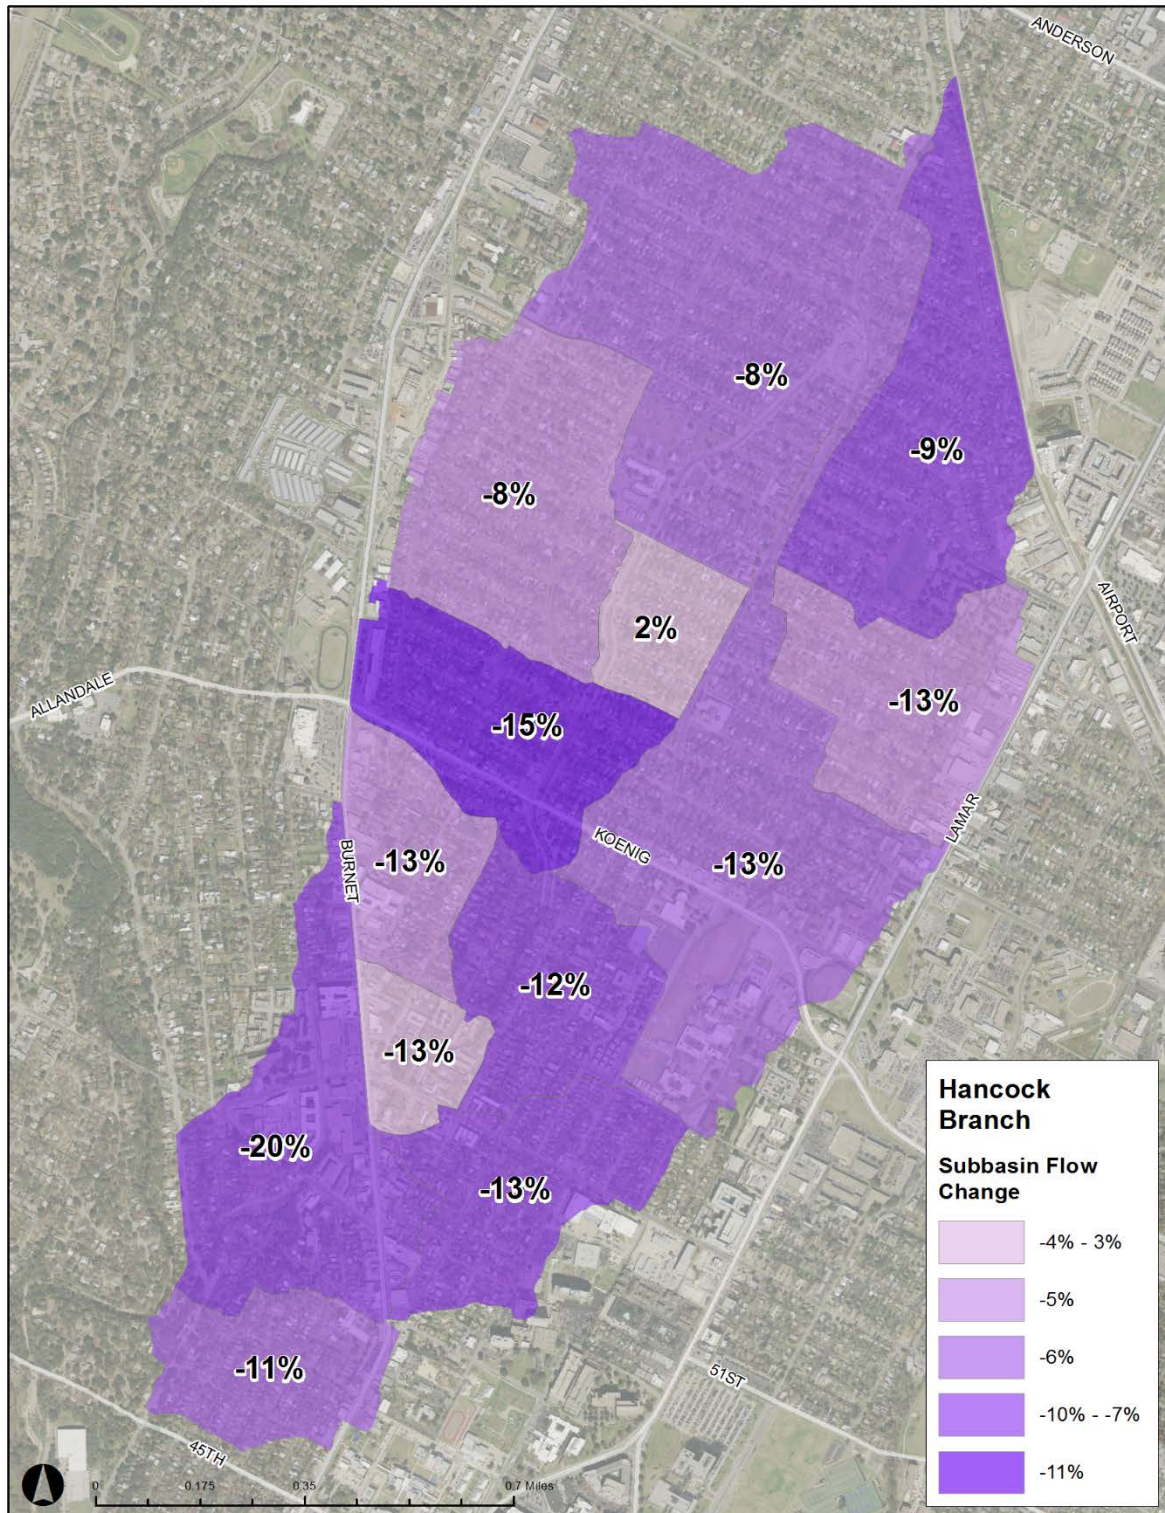 ANDERSON
-8%
-9%
-8%
AIRPORT
2%
ALLANDALE
-13%
-15%
LAMAR
KOENIG
BURNET
-13%
-13%
-12%
-13%
-20%
-13%
-11%
51ST
45TH
0
0.175
0.35
0.7 Miles
Hancock
Branch
Subbasin Flow
Change
-4% - 3%
-5%
-6%
-10% - -7%
-11%